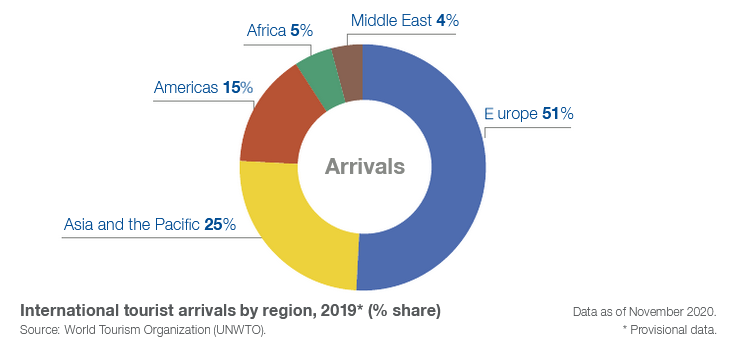 Middle East 4%
Africa 5%
Americas 15%
E urope 51%
Arrivals
Asia and the Pacific 25%
International tourist arrivals by region, 2019* (% share)
Source: World Tourism Organization (UNWTO).
Data as of November 2020.
* Provisional data.